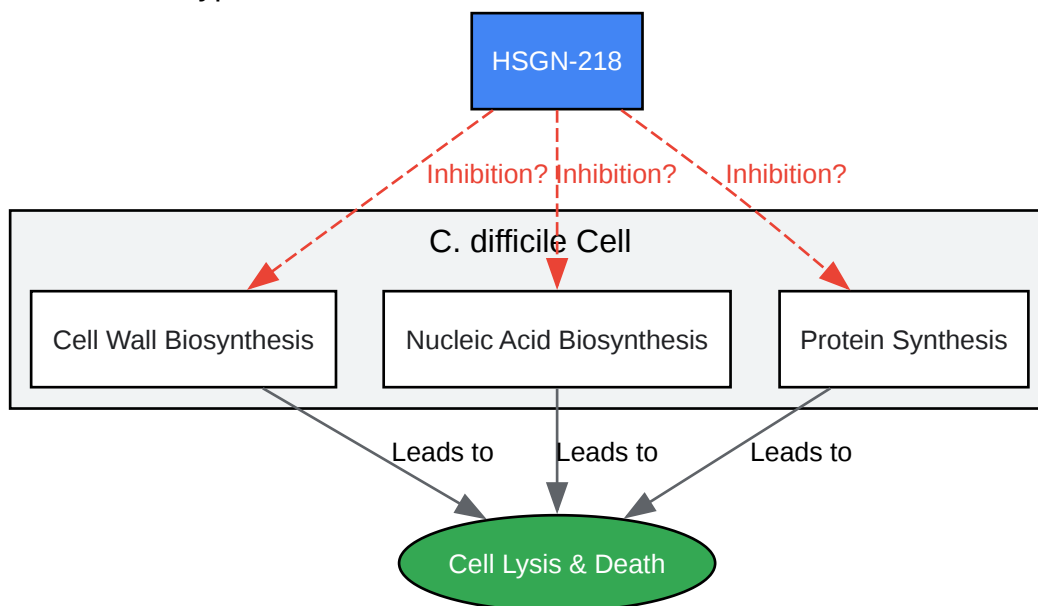 HSGN-218
Inhibition? Inhibition? Inhibition?
C. difficile Cell
Cell Wall Biosynthesis Nucleic Acid Biosynthesis Protein Synthesis
Leads to Leads to Leads to
Cell Lysis & Death